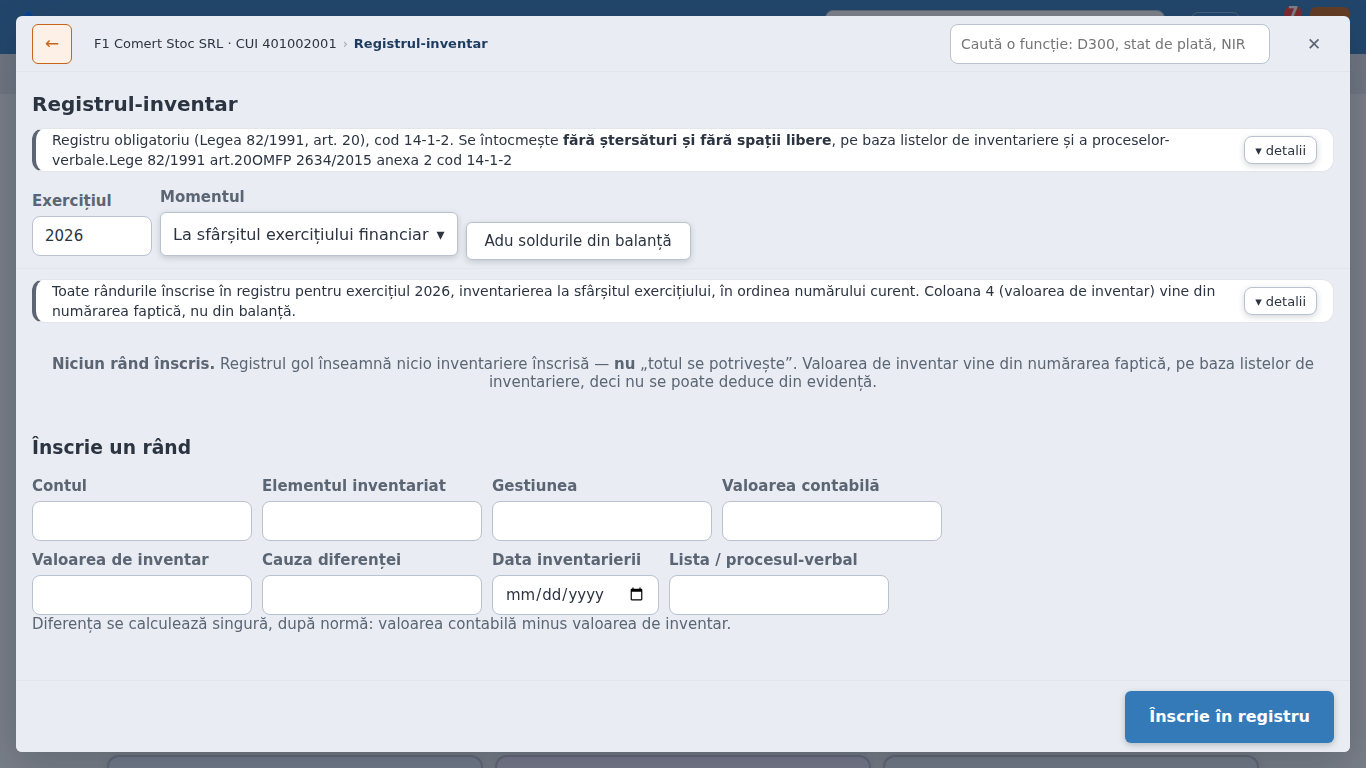 7
←
F1 Comert Stoc SRL · CUI 401002001 › Registrul-inventar
Caută o funcție: D300, stat de plată, NIR
✕
Registrul-inventar
Registru obligatoriu (Legea 82/1991, art. 20), cod 14-1-2. Se întocmește fără ștersături și fără spații libere, pe baza listelor de inventariere și a proceselor-
verbale.Lege 82/1991 art.20OMFP 2634/2015 anexa 2 cod 14-1-2
▾ detalii
Exercițiul
Momentul
2026
La sfârșitul exercițiului financiar ▾
Adu soldurile din balanță
Toate rândurile înscrise în registru pentru exercițiul 2026, inventarierea la sfârșitul exercițiului, în ordinea numărului curent. Coloana 4 (valoarea de inventar) vine din
numărarea faptică, nu din balanță.
▾ detalii
Niciun rând înscris. Registrul gol înseamnă nicio inventariere înscrisă — nu „totul se potrivește”. Valoarea de inventar vine din numărarea faptică, pe baza listelor de
inventariere, deci nu se poate deduce din evidență.
Înscrie un rând
Contul
Elementul inventariat
Gestiunea
Valoarea contabilă
Valoarea de inventar
Cauza diferenței
Data inventarierii
Lista / procesul-verbal
mm/dd/yyyy
Diferența se calculează singură, după normă: valoarea contabilă minus valoarea de inventar.
Înscrie în registru